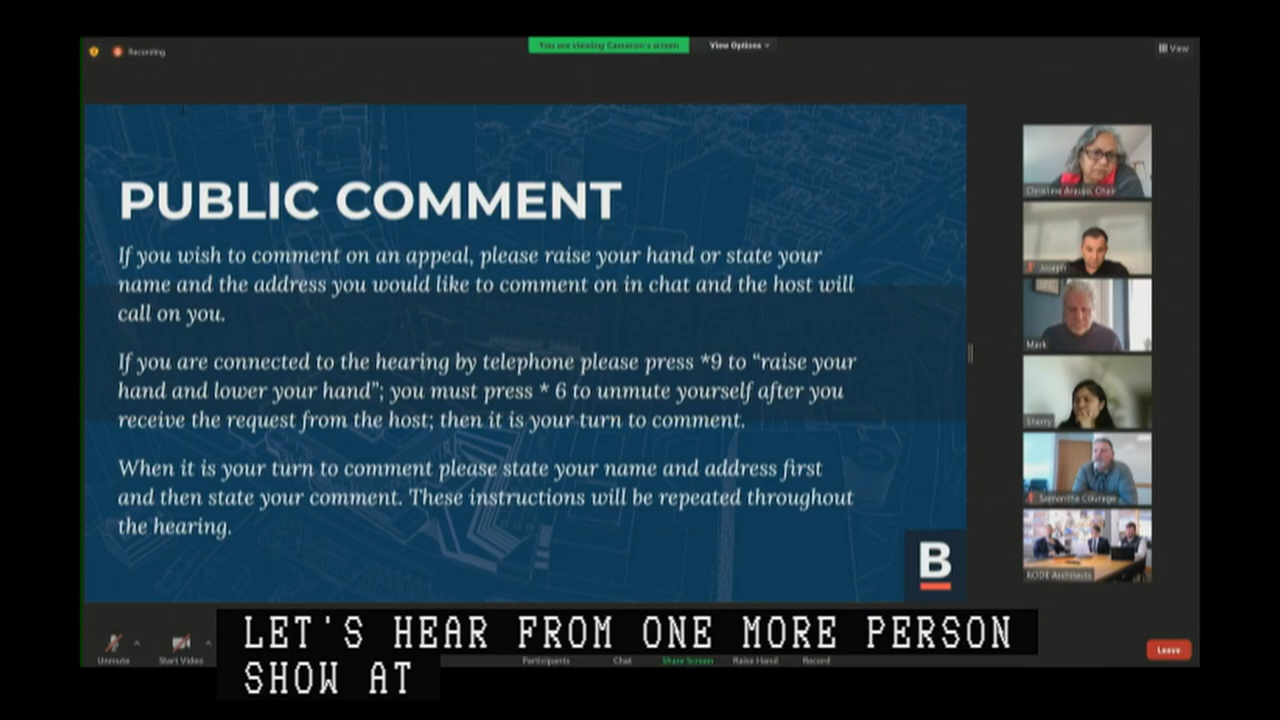 Recording
You are viewing Cameron's screen
View Options
View
PUBLIC COMMENT
If you wish to comment on an appeal, please raise your hand or state your
name and the address you would like to comment on in chat and the host will
call on you.
If you are connected to the hearing by telephone please press *9 to “raise your
hand and lower your hand”; you must press * 6 to unmute yourself after you
receive the request from the host; then it is your turn to comment.
When it is your turn to comment please state your name and address first
and then state your comment. These instructions will be repeated throughout
the hearing.
B
Christine Araujo, Chair
Joseph
Mark
Sherry
Samantha Courage
RODE Architects
LET'S HEAR FROM ONE MORE PERSON
SHOW AT
Unmute
Start Video
Participants
Chat
Share Screen
Raise Hand
Record
Leave